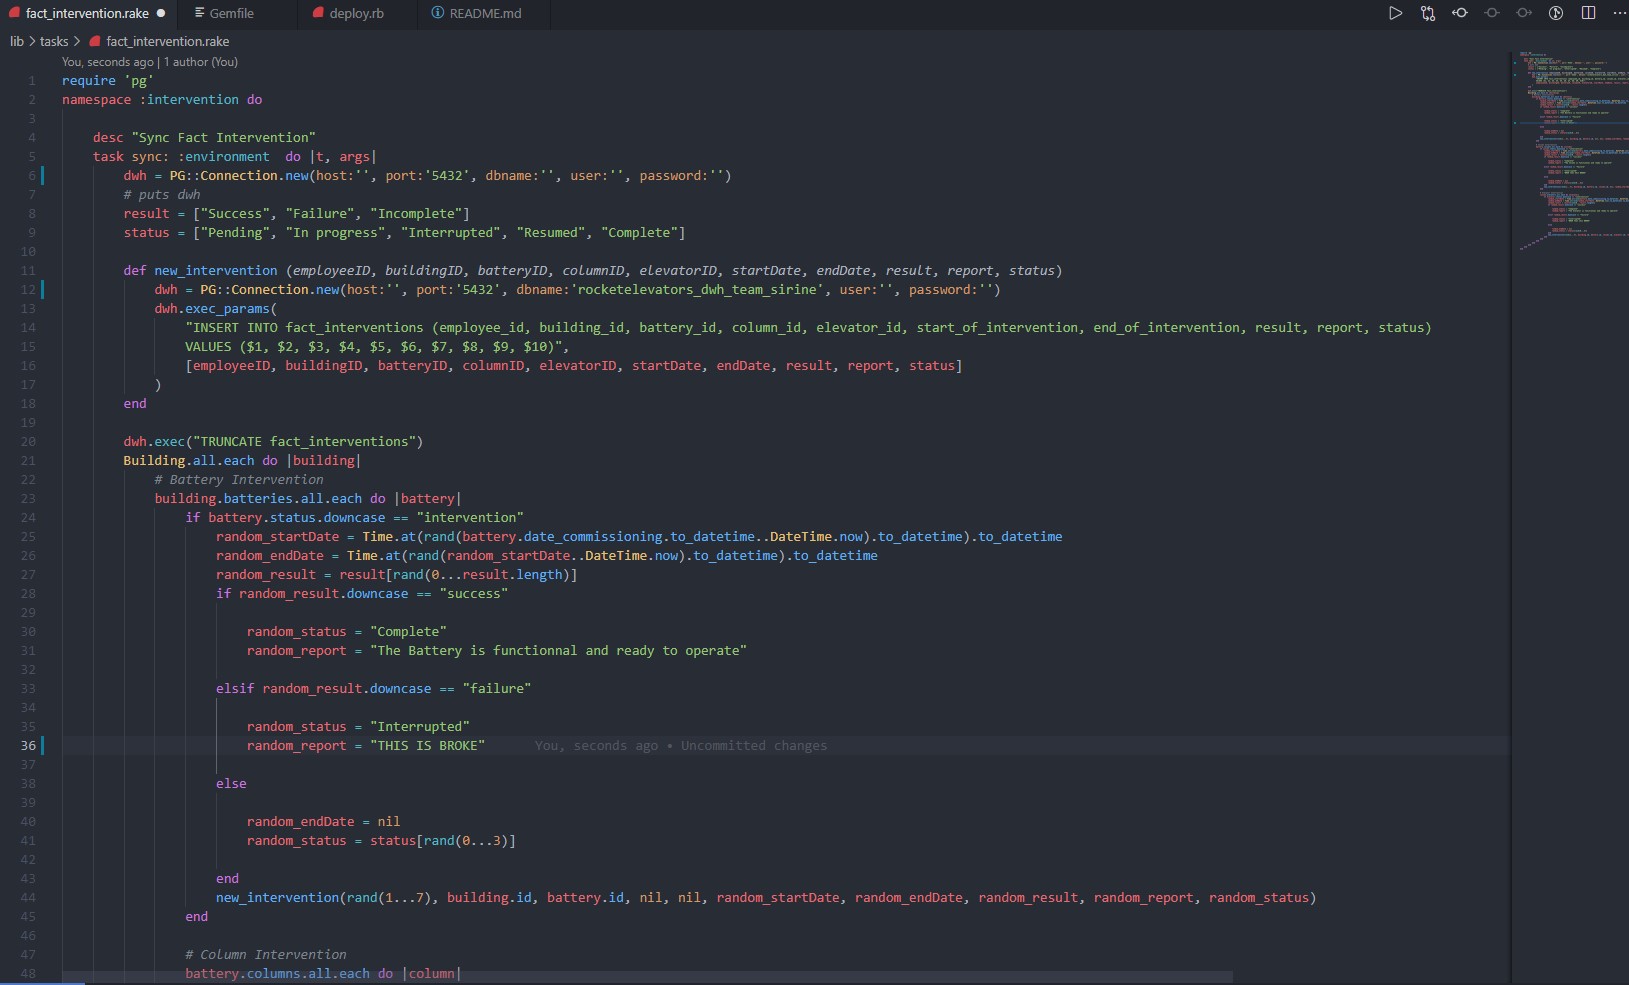 fact_intervention.rake ● Gemfile deploy.rb README.md
lib > tasks > fact_intervention.rake
You, seconds ago | 1 author (You)
1 require 'pg'
2 namespace :intervention do
3
4 desc "Sync Fact Intervention"
5 task sync: :environment  do |t, args|
6 dwh = PG::Connection.new(host:'', port:'5432', dbname:'', user:'', password:'')
7 # puts dwh
8 result = ["Success", "Failure", "Incomplete"]
9 status = ["Pending", "In progress", "Interrupted", "Resumed", "Complete"]
10
11 def new_intervention (employeeID, buildingID, batteryID, columnID, elevatorID, startDate, endDate, result, report, status)
12 dwh = PG::Connection.new(host:'', port:'5432', dbname:'rocketelevators_dwh_team_sirine', user:'', password:'')
13 dwh.exec_params(
14 "INSERT INTO fact_interventions (employee_id, building_id, battery_id, column_id, elevator_id, start_of_intervention, end_of_intervention, result, report, status)
15 VALUES ($1, $2, $3, $4, $5, $6, $7, $8, $9, $10)",
16 [employeeID, buildingID, batteryID, columnID, elevatorID, startDate, endDate, result, report, status]
17 )
18 end
19
20 dwh.exec("TRUNCATE fact_interventions")
21 Building.all.each do |building|
22 # Battery Intervention
23 building.batteries.all.each do |battery|
24 if battery.status.downcase == "intervention"
25 random_startDate = Time.at(rand(battery.date_commissioning.to_datetime..DateTime.now).to_datetime).to_datetime
26 random_endDate = Time.at(rand(random_startDate..DateTime.now).to_datetime).to_datetime
27 random_result = result[rand(0...result.length)]
28 if random_result.downcase == "success"
29
30 random_status = "Complete"
31 random_report = "The Battery is functionnal and ready to operate"
32
33 elsif random_result.downcase == "failure"
34
35 random_status = "Interrupted"
36 random_report = "THIS IS BROKE" You, seconds ago • Uncommitted changes
37
38 else
39
40 random_endDate = nil
41 random_status = status[rand(0...3)]
42
43 end
44 new_intervention(rand(1...7), building.id, battery.id, nil, nil, random_startDate, random_endDate, random_result, random_report, random_status)
45 end
46
47 # Column Intervention
48 battery.columns.all.each do |column|